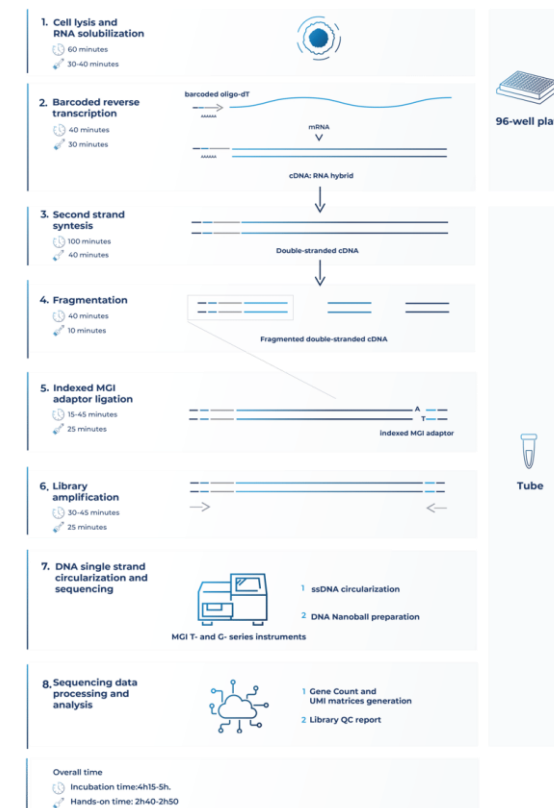 1. Cell lysis and
RNA solubilization
60 minutes
30-40 minutes
96-well
2. Barcoded reverse
transcription
40 minutes
30 minutes
barcoded oligo-dT
AAAAAA
mRNA
AAAAAA
cDNA: RNA hybrid
3. Second strand
syntesis
100 minutes
40 minutes
Double-stranded cDNA
4. Fragmentation
40 minutes
10 minutes
Fragmented double-stranded cDNA
5. Indexed MGI
adaptor ligation
15-45 minutes
25 minutes
A
T
indexed MGI adaptor
6, Library
amplification
30-45 minutes
25 minutes
Tube
7. DNA single strand
circularization and
sequencing
1 ssDNA circularization
2 DNA Nanoball preparation
MGI T- and G- series instruments
8, Sequencing data
processing and
analysis
1 Gene Count and
UMI matrices generation
2 Library QC report
Overall time
Incubation time:4h15-5h.
Hands-on time: 2h40-2h50